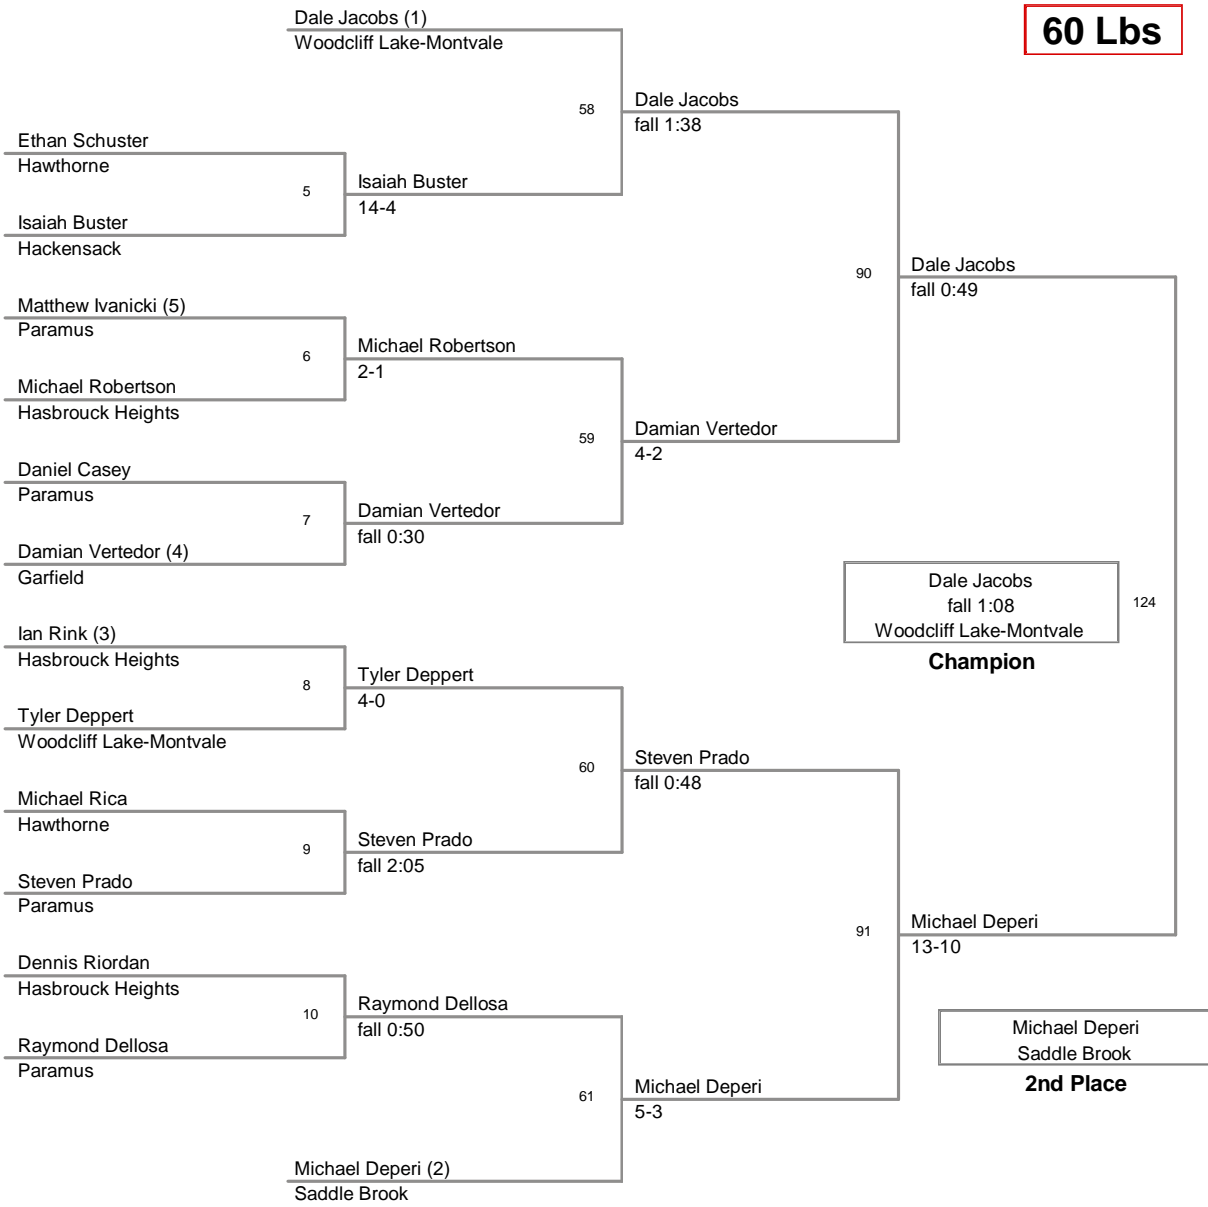 Dale Jacobs (1)
Woodcliff Lake-Montvale
60 Lbs
58
Dale Jacobs
fall 1:38
Ethan Schuster
Hawthorne
5
Isaiah Buster
14-4
Isaiah Buster
Hackensack
90
Dale Jacobs
fall 0:49
Matthew Ivanicki (5)
Paramus
6
Michael Robertson
2-1
Michael Robertson
Hasbrouck Heights
59
Damian Vertedor
4-2
Daniel Casey
Paramus
7
Damian Vertedor
fall 0:30
Damian Vertedor (4)
Garfield
Dale Jacobs
fall 1:08
Woodcliff Lake-Montvale
Champion
124
Ian Rink (3)
Hasbrouck Heights
8
Tyler Deppert
4-0
Tyler Deppert
Woodcliff Lake-Montvale
60
Steven Prado
fall 0:48
Michael Rica
Hawthorne
9
Steven Prado
fall 2:05
Steven Prado
Paramus
91
Michael Deperi
13-10
Dennis Riordan
Hasbrouck Heights
10
Raymond Dellosa
fall 0:50
Raymond Dellosa
Paramus
Michael Deperi
Saddle Brook
2nd Place
61
Michael Deperi
5-3
Michael Deperi (2)
Saddle Brook